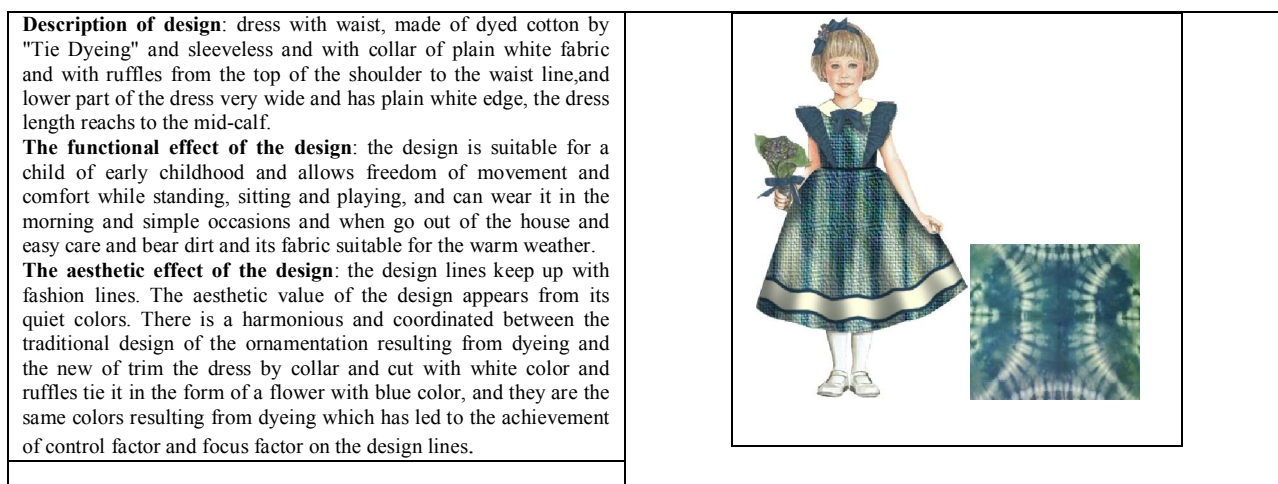 Description of design: dress with waist, made of dyed cotton by
"Tie Dyeing" and sleeveless and with collar of plain white fabric
and with ruffles from the top of the shoulder to the waist line,and
lower part of the dress very wide and has plain white edge, the dress
length reachs to the mid-calf.
The functional effect of the design: the design is suitable for a
child of early childhood and allows freedom of movement and
comfort while standing, sitting and playing, and can wear it in the
morning and simple occasions and when go out of the house and
easy care and bear dirt and its fabric suitable for the warm weather.
The aesthetic effect of the design: the design lines keep up with
fashion lines. The aesthetic value of the design appears from its
quiet colors. There is a harmonious and coordinated between the
traditional design of the ornamentation resulting from dyeing and
the new of trim the dress by collar and cut with white color and
ruffles tie it in the form of a flower with blue color, and they are the
same colors resulting from dyeing which has led to the achievement
of control factor and focus factor on the design lines.